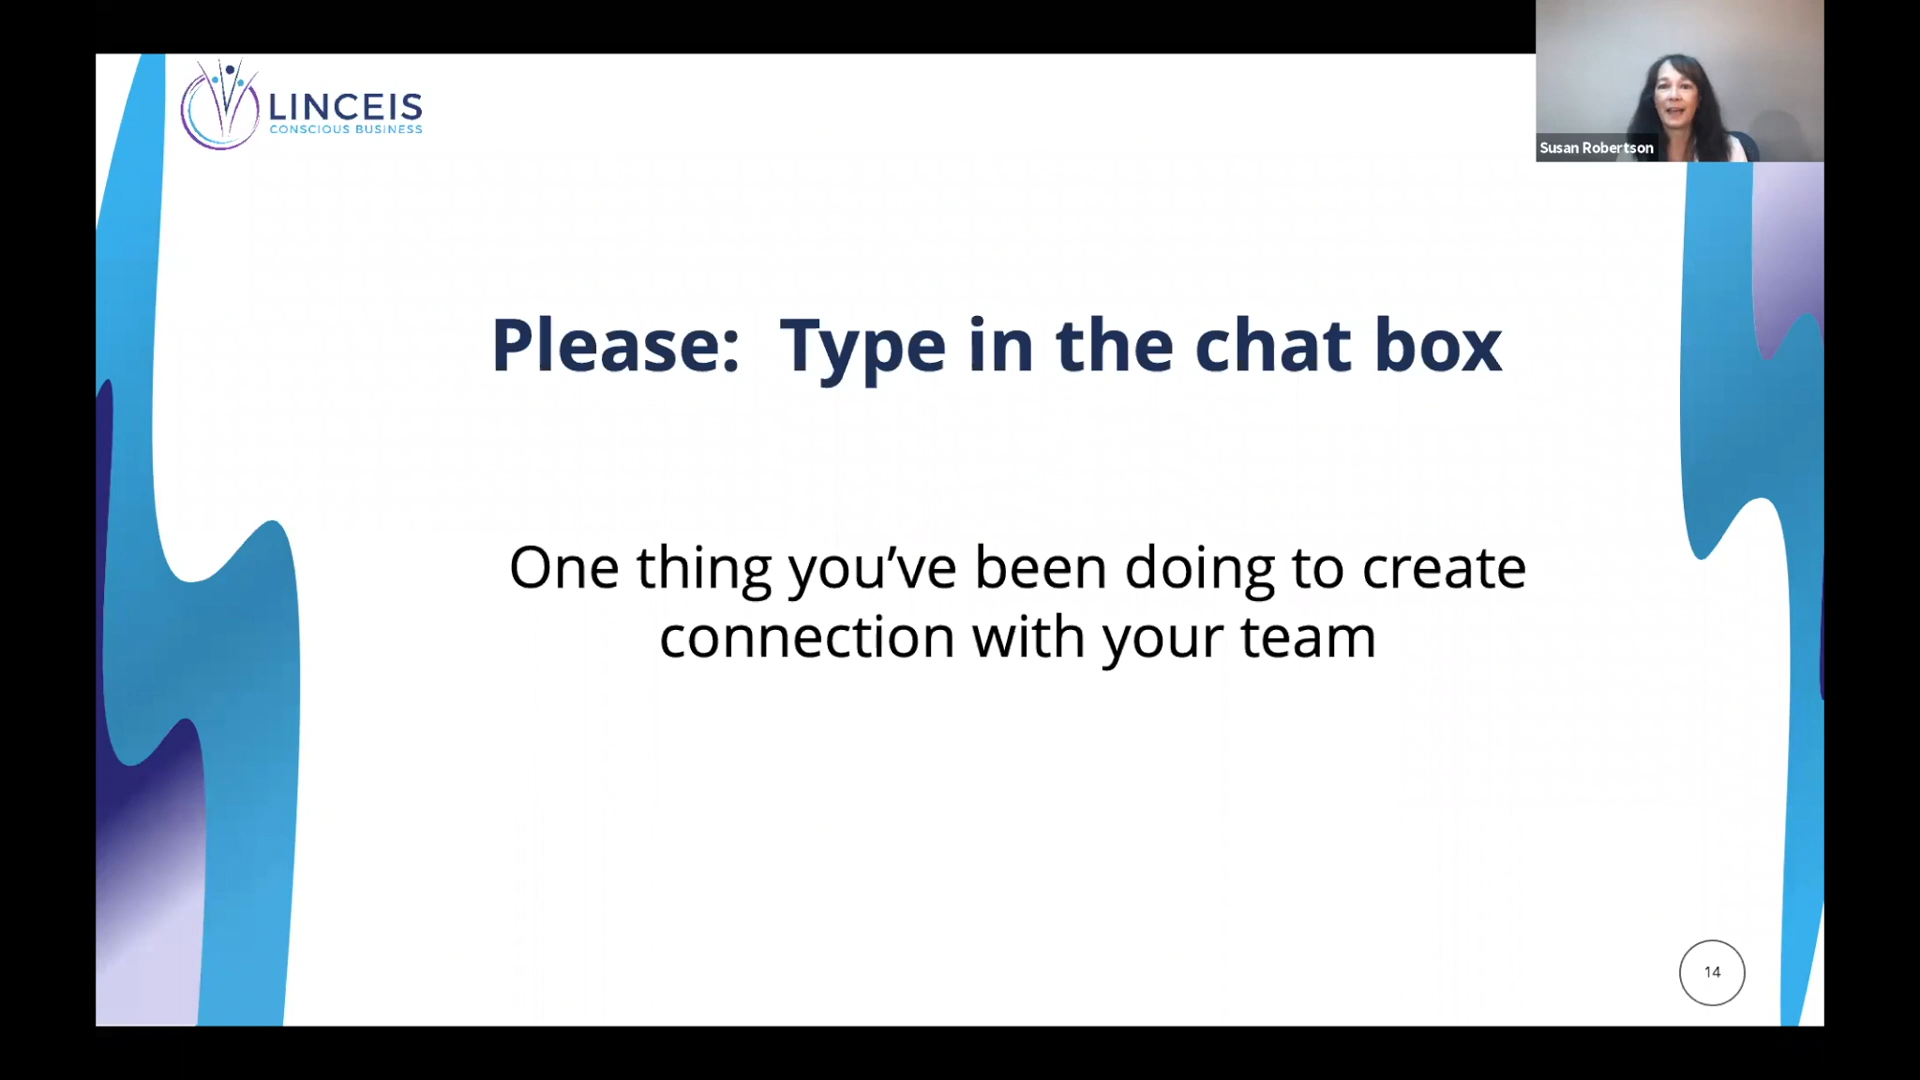 LINCEIS
CONSCIOUS BUSINESS
Susan Robertson
Please:  Type in the chat box
One thing you’ve been doing to create
connection with your team
14